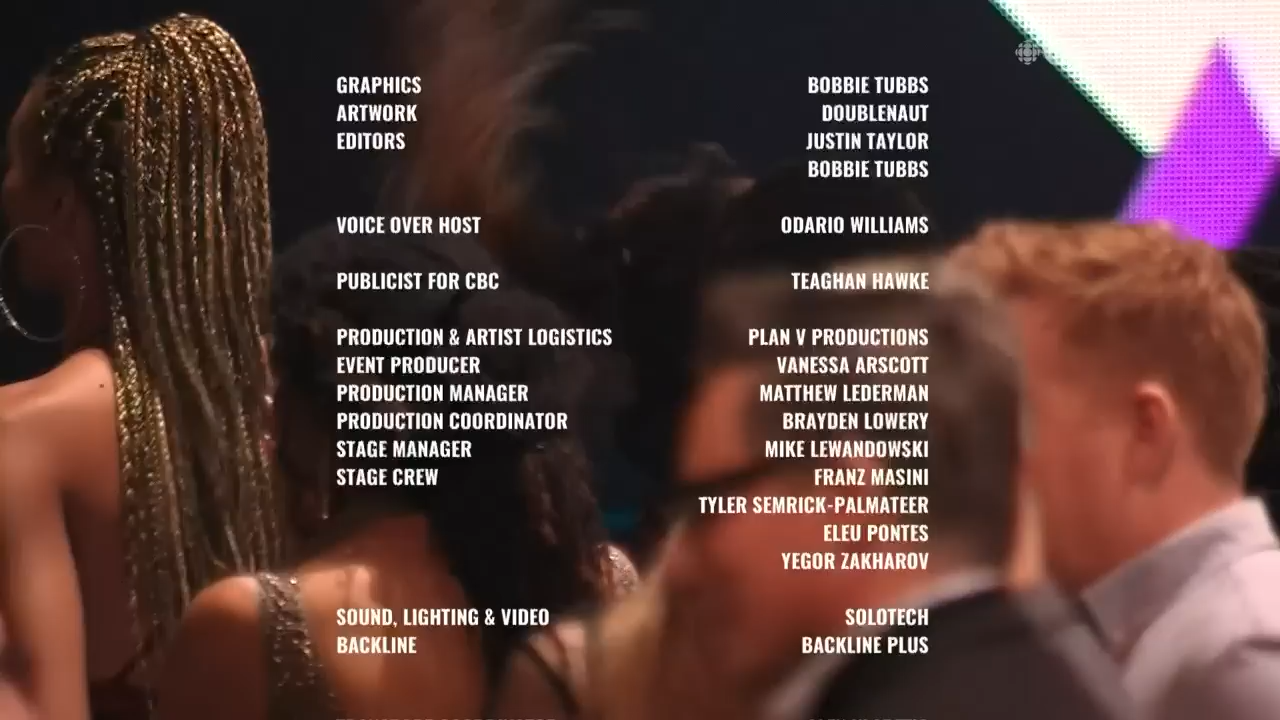 GRAPHICS BOBBIE TUBBS
ARTWORK DOUBLENAUT
EDITORS JUSTIN TAYLOR
BOBBIE TUBBS
VOICE OVER HOST ODARIO WILLIAMS
PUBLICIST FOR CBC TEAGHAN HAWKE
PRODUCTION & ARTIST LOGISTICS PLAN V PRODUCTIONS
EVENT PRODUCER VANESSA ARSCOTT
PRODUCTION MANAGER MATTHEW LEDERMAN
PRODUCTION COORDINATOR BRAYDEN LOWERY
STAGE MANAGER MIKE LEWANDOWSKI
STAGE CREW FRANZ MASINI
TYLER SEMRICK-PALMATEER
ELEU PONTES
YEGOR ZAKHAROV
SOUND, LIGHTING & VIDEO SOLOTECH
BACKLINE BACKLINE PLUS